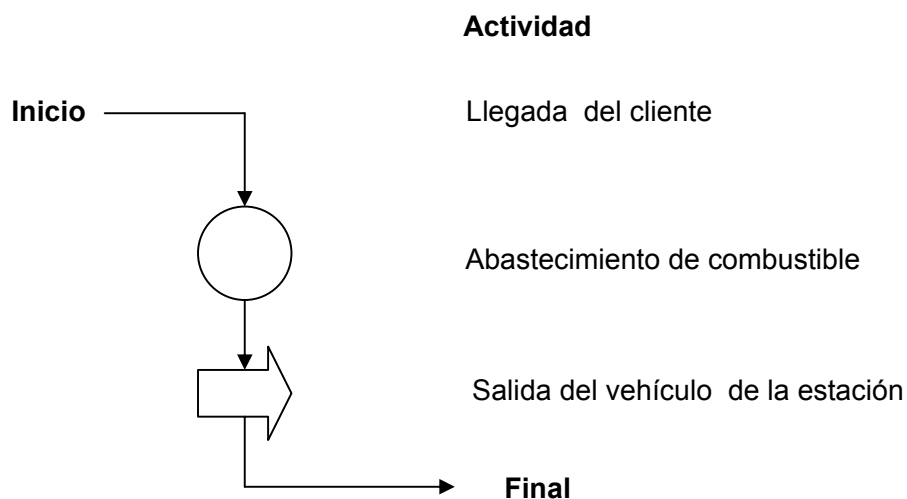 Actividad
Inicio Llegada del cliente
Abastecimiento de combustible
Salida del vehículo de la estación
Final